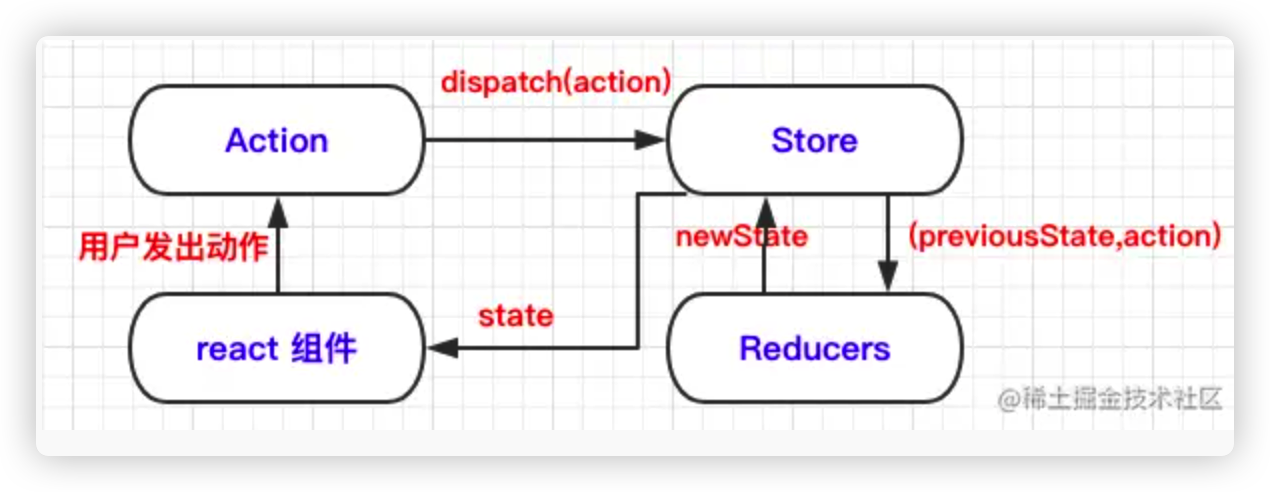 dispatch(action)
Action
Store
用户发出动作
newState
(previousState,action)
state
react 组件
Reducers
@稀土掘金技术社区